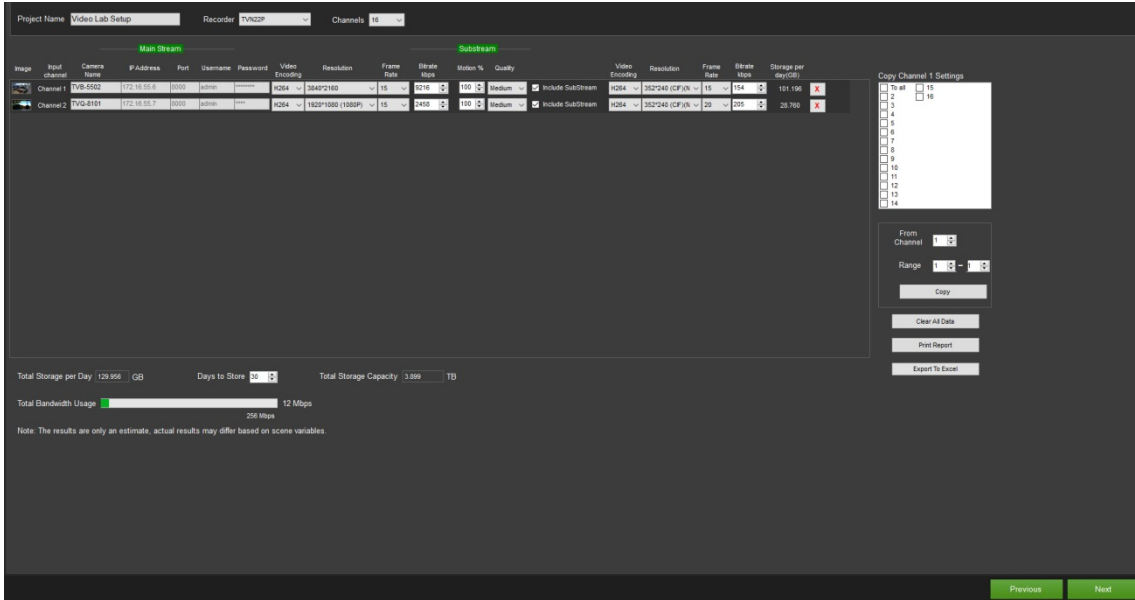 Project Name Video Lab Setup Recorder TVN22P Channels 16
Main Stream Substream
Image Input channel Camera Name IP Address Port Username Password Video Encoding Resolution Frame Rate Bitrate kbps Motion % Quality Video Encoding Resolution Frame Rate Bitrate kbps Storage per day(GB)
Channel 1 TVB-5502 172.16.55.6 8000 admin ******** H264 3840*2160 15 9216 100 Medium Include SubStream H264 352*240 (CIF)(N 15 154 101.196 X
Channel 2 TVG-8101 172.16.55.7 8000 admin **** H264 1920*1080 (1080P) 15 2458 100 Medium Include SubStream H264 352*240 (CIF)(N 20 205 28.760 X
Copy Channel 1 Settings
To all 15
2 16
3
4
5
6
7
8
9
10
11
12
13
14
From Channel 1
Range 1 - 1
Copy
Clear All Data
Print Report
Export To Excel
Total Storage per Day 129.956 GB Days to Store 30 Total Storage Capacity 3.899 TB
Total Bandwidth Usage 12 Mbps
256 Mbps
Note: The results are only an estimate, actual results may differ based on scene variables.
Previous Next